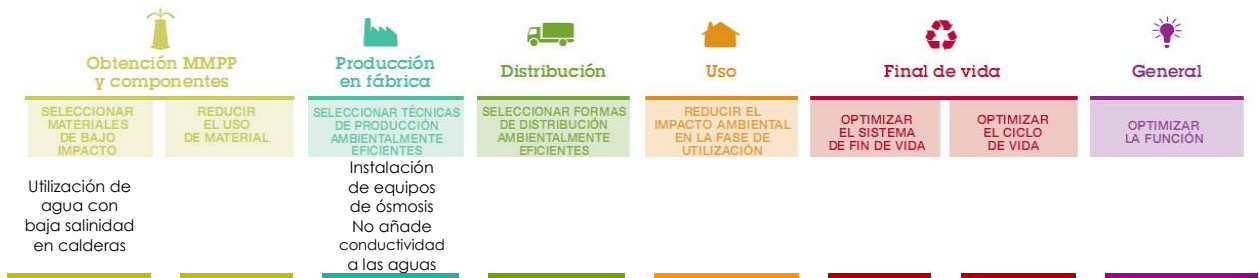 Obtención MMPP
y componentes
Producción
en fábrica
Distribución
Uso
Final de vida
General
SELECCIONAR
MATERIALES
DE BAJO
IMPACTO
REDUCIR
EL USO
DE MATERIAL
SELECCIONAR TÉCNICAS
DE PRODUCCIÓN
AMBIENTALMENTE
EFICIENTES
SELECCIONAR FORMAS
DE DISTRIBUCIÓN
AMBIENTALMENTE
EFICIENTES
REDUCIR EL
IMPACTO AMBIENTAL
EN LA FASE DE
UTILIZACIÓN
OPTIMIZAR
EL SISTEMA
DE FIN DE VIDA
OPTIMIZAR
EL CICLO
DE VIDA
OPTIMIZAR
LA FUNCIÓN
Utilización de
agua con
baja salinidad
en calderas
Instalación
de equipos
de ósmosis
No añade
conductividad
a las aguas